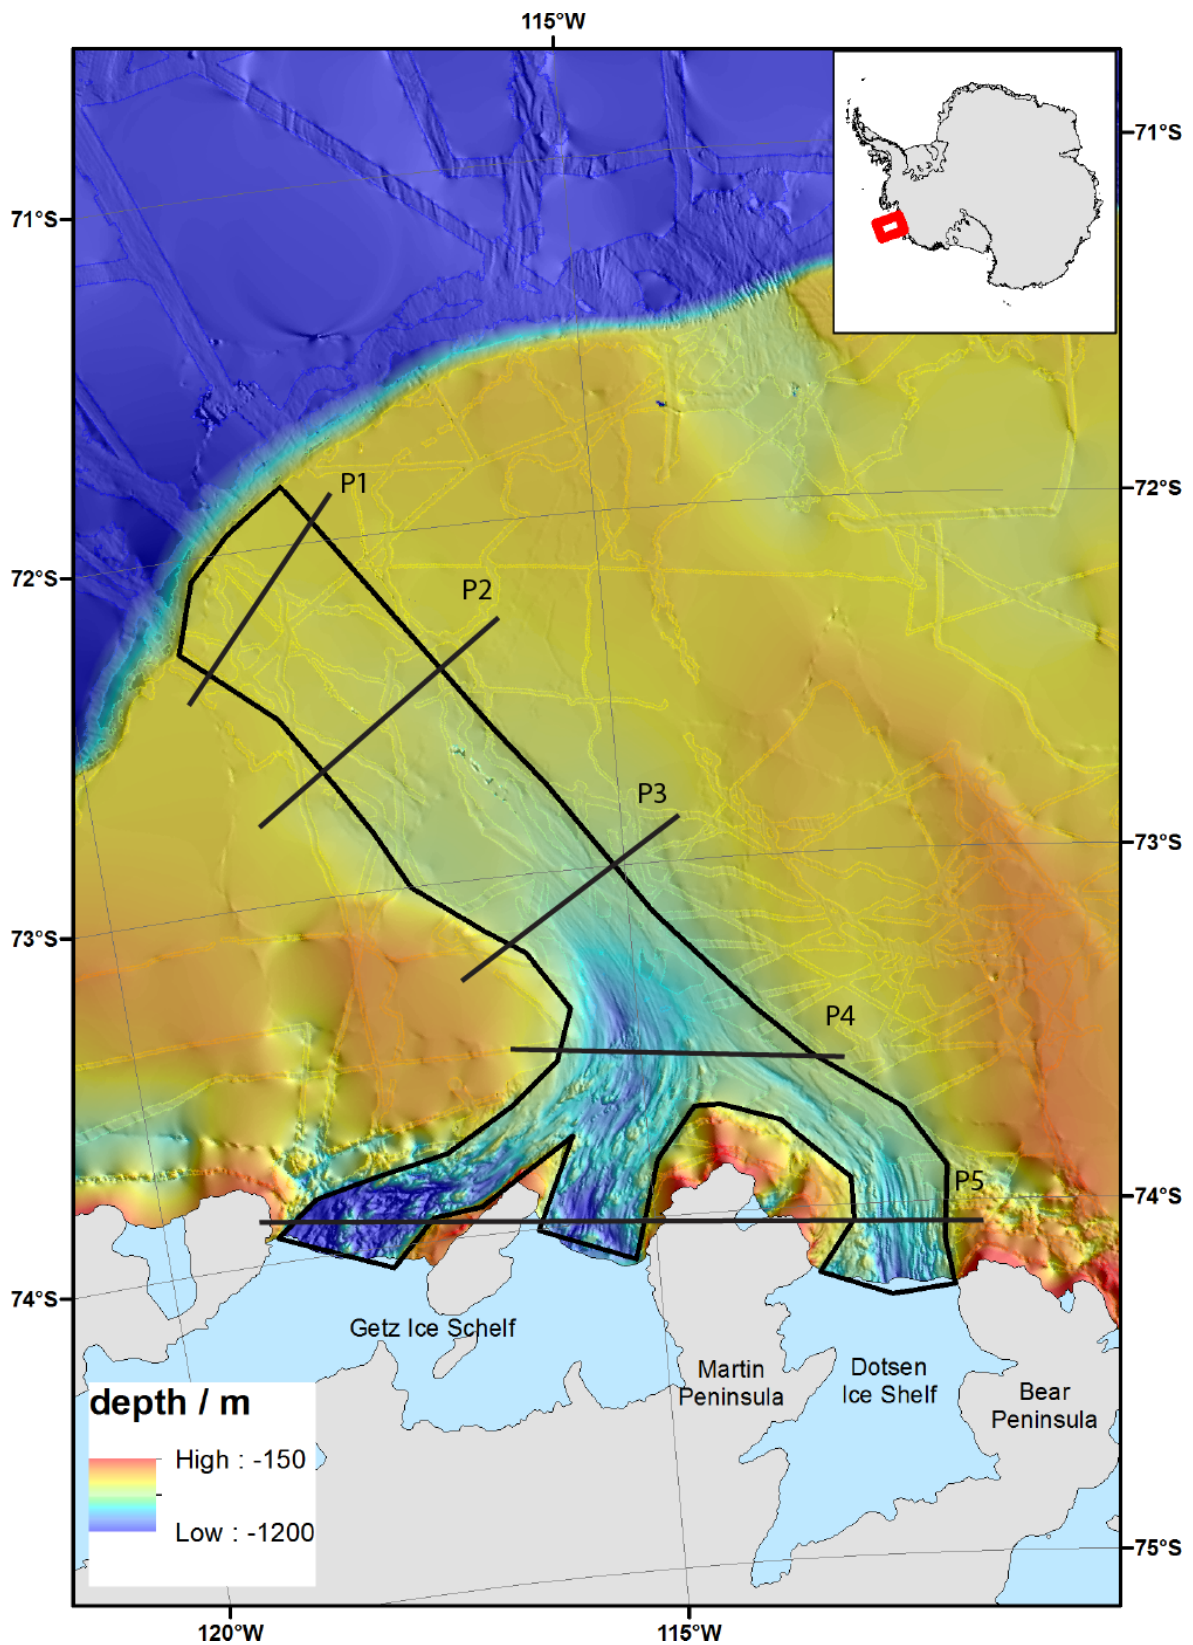 115°W
71°S
71°S
P1
72°S
72°S
P2
P3
73°S
73°S
P4
P5
74°S
74°S
Getz Ice Schelf
Martin
Peninsula
Dotsen
Ice Shelf
Bear
Peninsula
depth / m
High : -150
Low : -1200
75°S
120°W
115°W